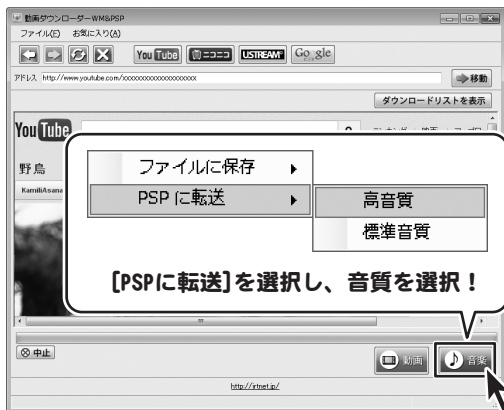 動画ダウンローダーWM&PSP
ファイル(F) お気に入り(A)
You Tube ニコニコ USTREAM Google
アドレス http://www.youtube.com/xxxxxxxxxxxxxxxxxxxx 移動
ダウンロードリストを表示
You Tube
野鳥
KamiliAsana
ファイルに保存
PSP に転送 高音質
標準音質
[PSPに転送]を選択し、音質を選択！
中止 動画 音楽
http://irtnet.jp/